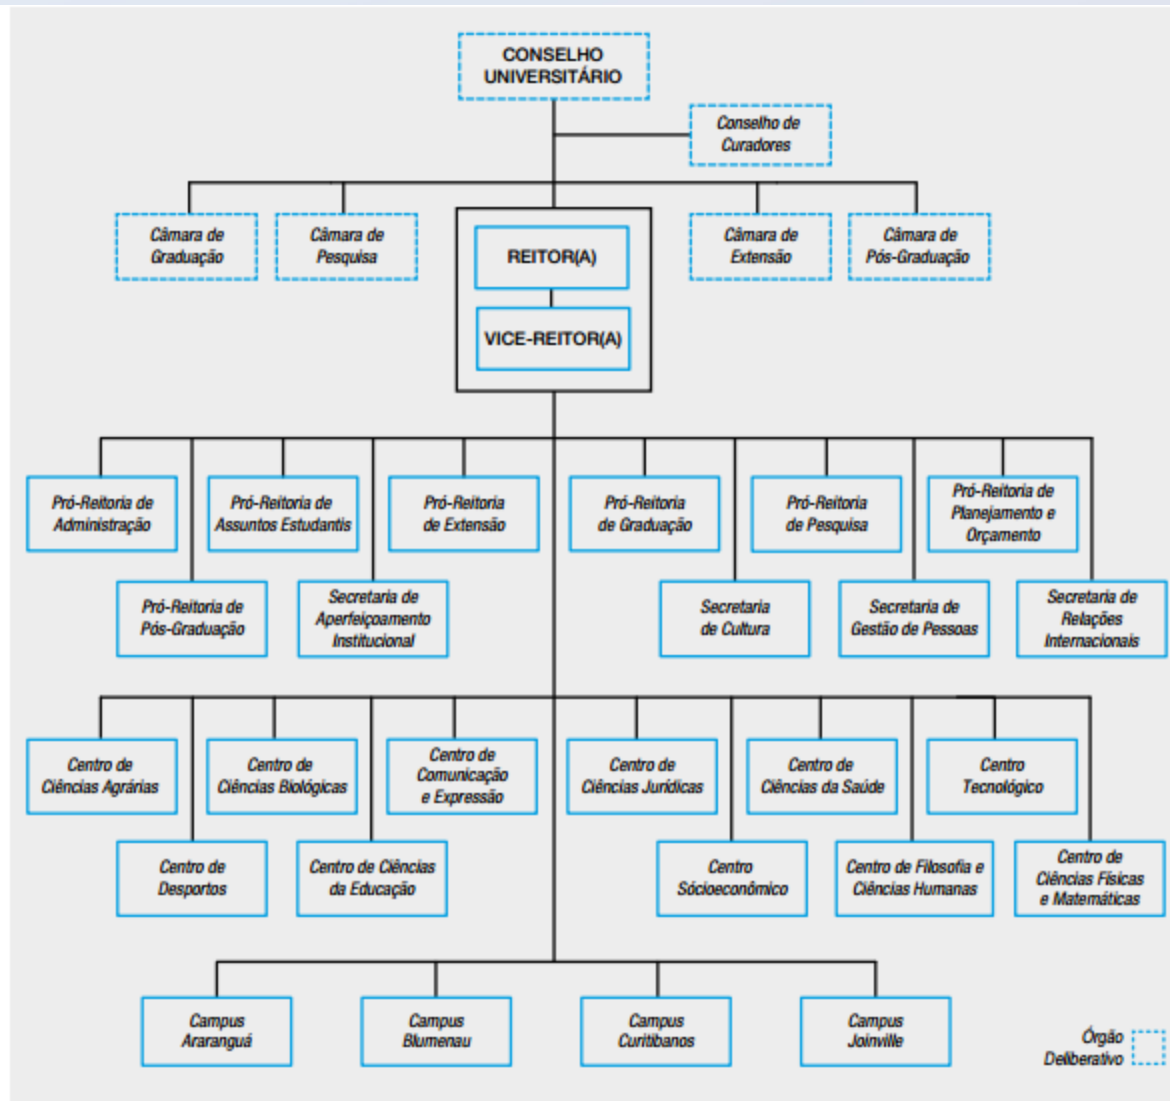 CONSELHO
UNIVERSITÁRIO
Conselho de
Curadores
Câmara de
Graduação
Câmara de
Pesquisa
REITOR(A)
VICE-REITOR(A)
Câmara de
Extensão
Câmara de
Pós-Graduação
Pró-Reitoria de
Administração
Pró-Reitoria de
Assuntos Estudantis
Pró-Reitoria
de Extensão
Pró-Reitoria
de Graduação
Pró-Reitoria
de Pesquisa
Pró-Reitoria de
Planejamento e
Orçamento
Pró-Reitoria de
Pós-Graduação
Secretaria de
Aperfeiçoamento
Institucional
Secretaria
de Cultura
Secretaria de
Gestão de Pessoas
Secretaria de
Relações
Internacionais
Centro de
Ciências Agrárias
Centro de
Ciências Biológicas
Centro de
Comunicação
e Expressão
Centro de
Ciências Jurídicas
Centro de
Ciências da Saúde
Centro
Tecnológico
Centro de
Desportos
Centro de Ciências
da Educação
Centro
Sócioeconômico
Centro de Filosofia e
Ciências Humanas
Centro de
Ciências Físicas
e Matemáticas
Campus
Araranguá
Campus
Blumenau
Campus
Curitibanos
Campus
Joinville
Órgão
Deliberativo